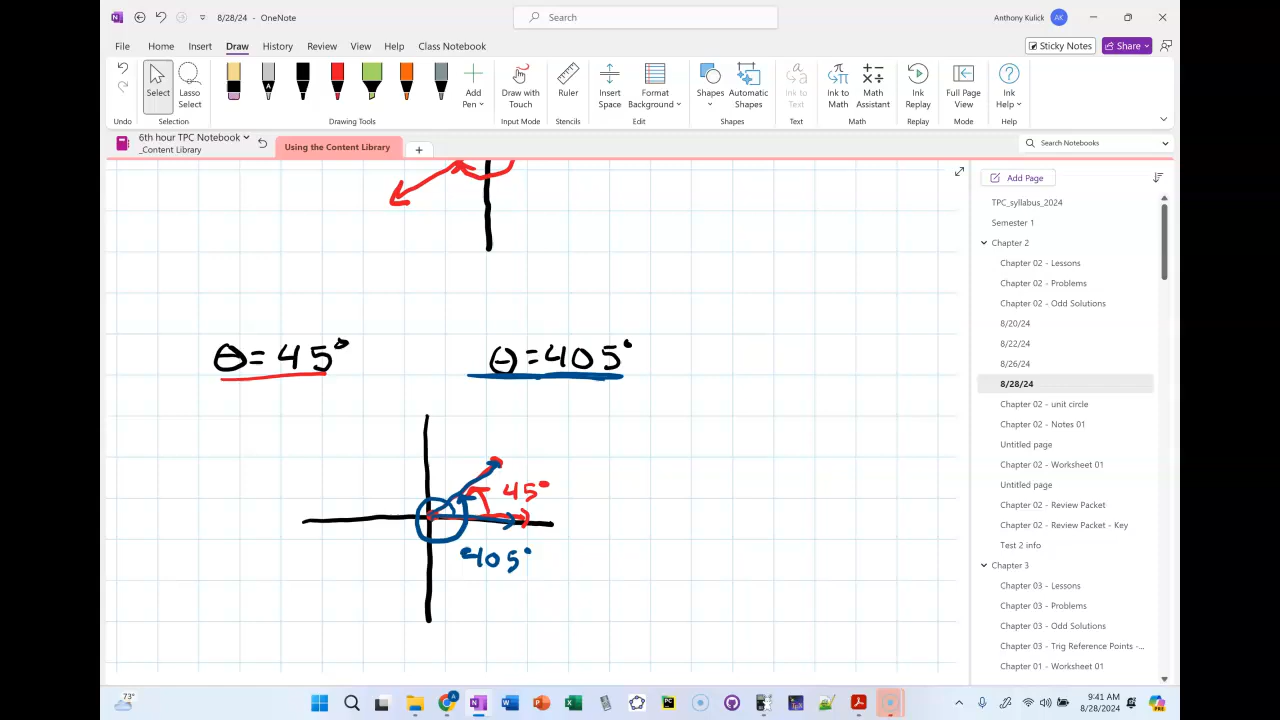 8/28/24 - OneNote
Search
Anthony Kulick
AK
File Home Insert Draw History Review View Help Class Notebook
Sticky Notes
Share
Select
Lasso Select
Add Pen
Draw with Touch
Ruler
Insert Space
Format Background
Shapes
Automatic Shapes
Ink to Text
Ink to Math
Math Assistant
Ink Replay
Full Page View
Ink Help
Undo
Selection
Drawing Tools
Input Mode
Stencils
Edit
Shapes
Text
Math
Replay
Mode
Help
6th hour TPC Notebook
_Content Library
Using the Content Library
Search Notebooks
Add Page
TPC_syllabus_2024
Semester 1
Chapter 2
Chapter 02 - Lessons
Chapter 02 - Problems
Chapter 02 - Odd Solutions
8/20/24
8/22/24
8/26/24
8/28/24
Chapter 02 - unit circle
Chapter 02 - Notes 01
Untitled page
Chapter 02 - Worksheet 01
Untitled page
Chapter 02 - Review Packet
Chapter 02 - Review Packet - Key
Test 2 info
Chapter 3
Chapter 03 - Lessons
Chapter 03 - Problems
Chapter 03 - Odd Solutions
Chapter 03 - Trig Reference Points -...
Chapter 01 - Worksheet 01
θ = 45°
θ = 405°
45°
405°
73°
9:41 AM
8/28/2024